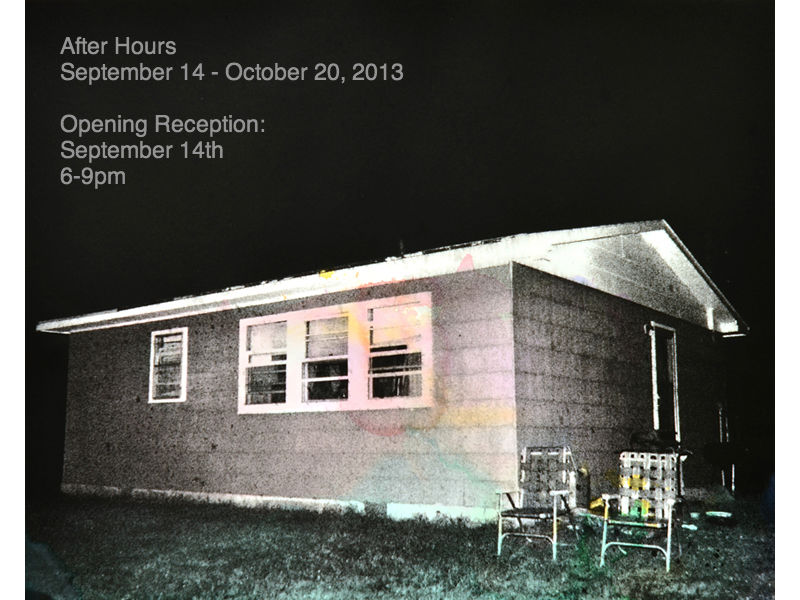 After Hours
September 14 - October 20, 2013
Opening Reception:
September 14th
6-9pm